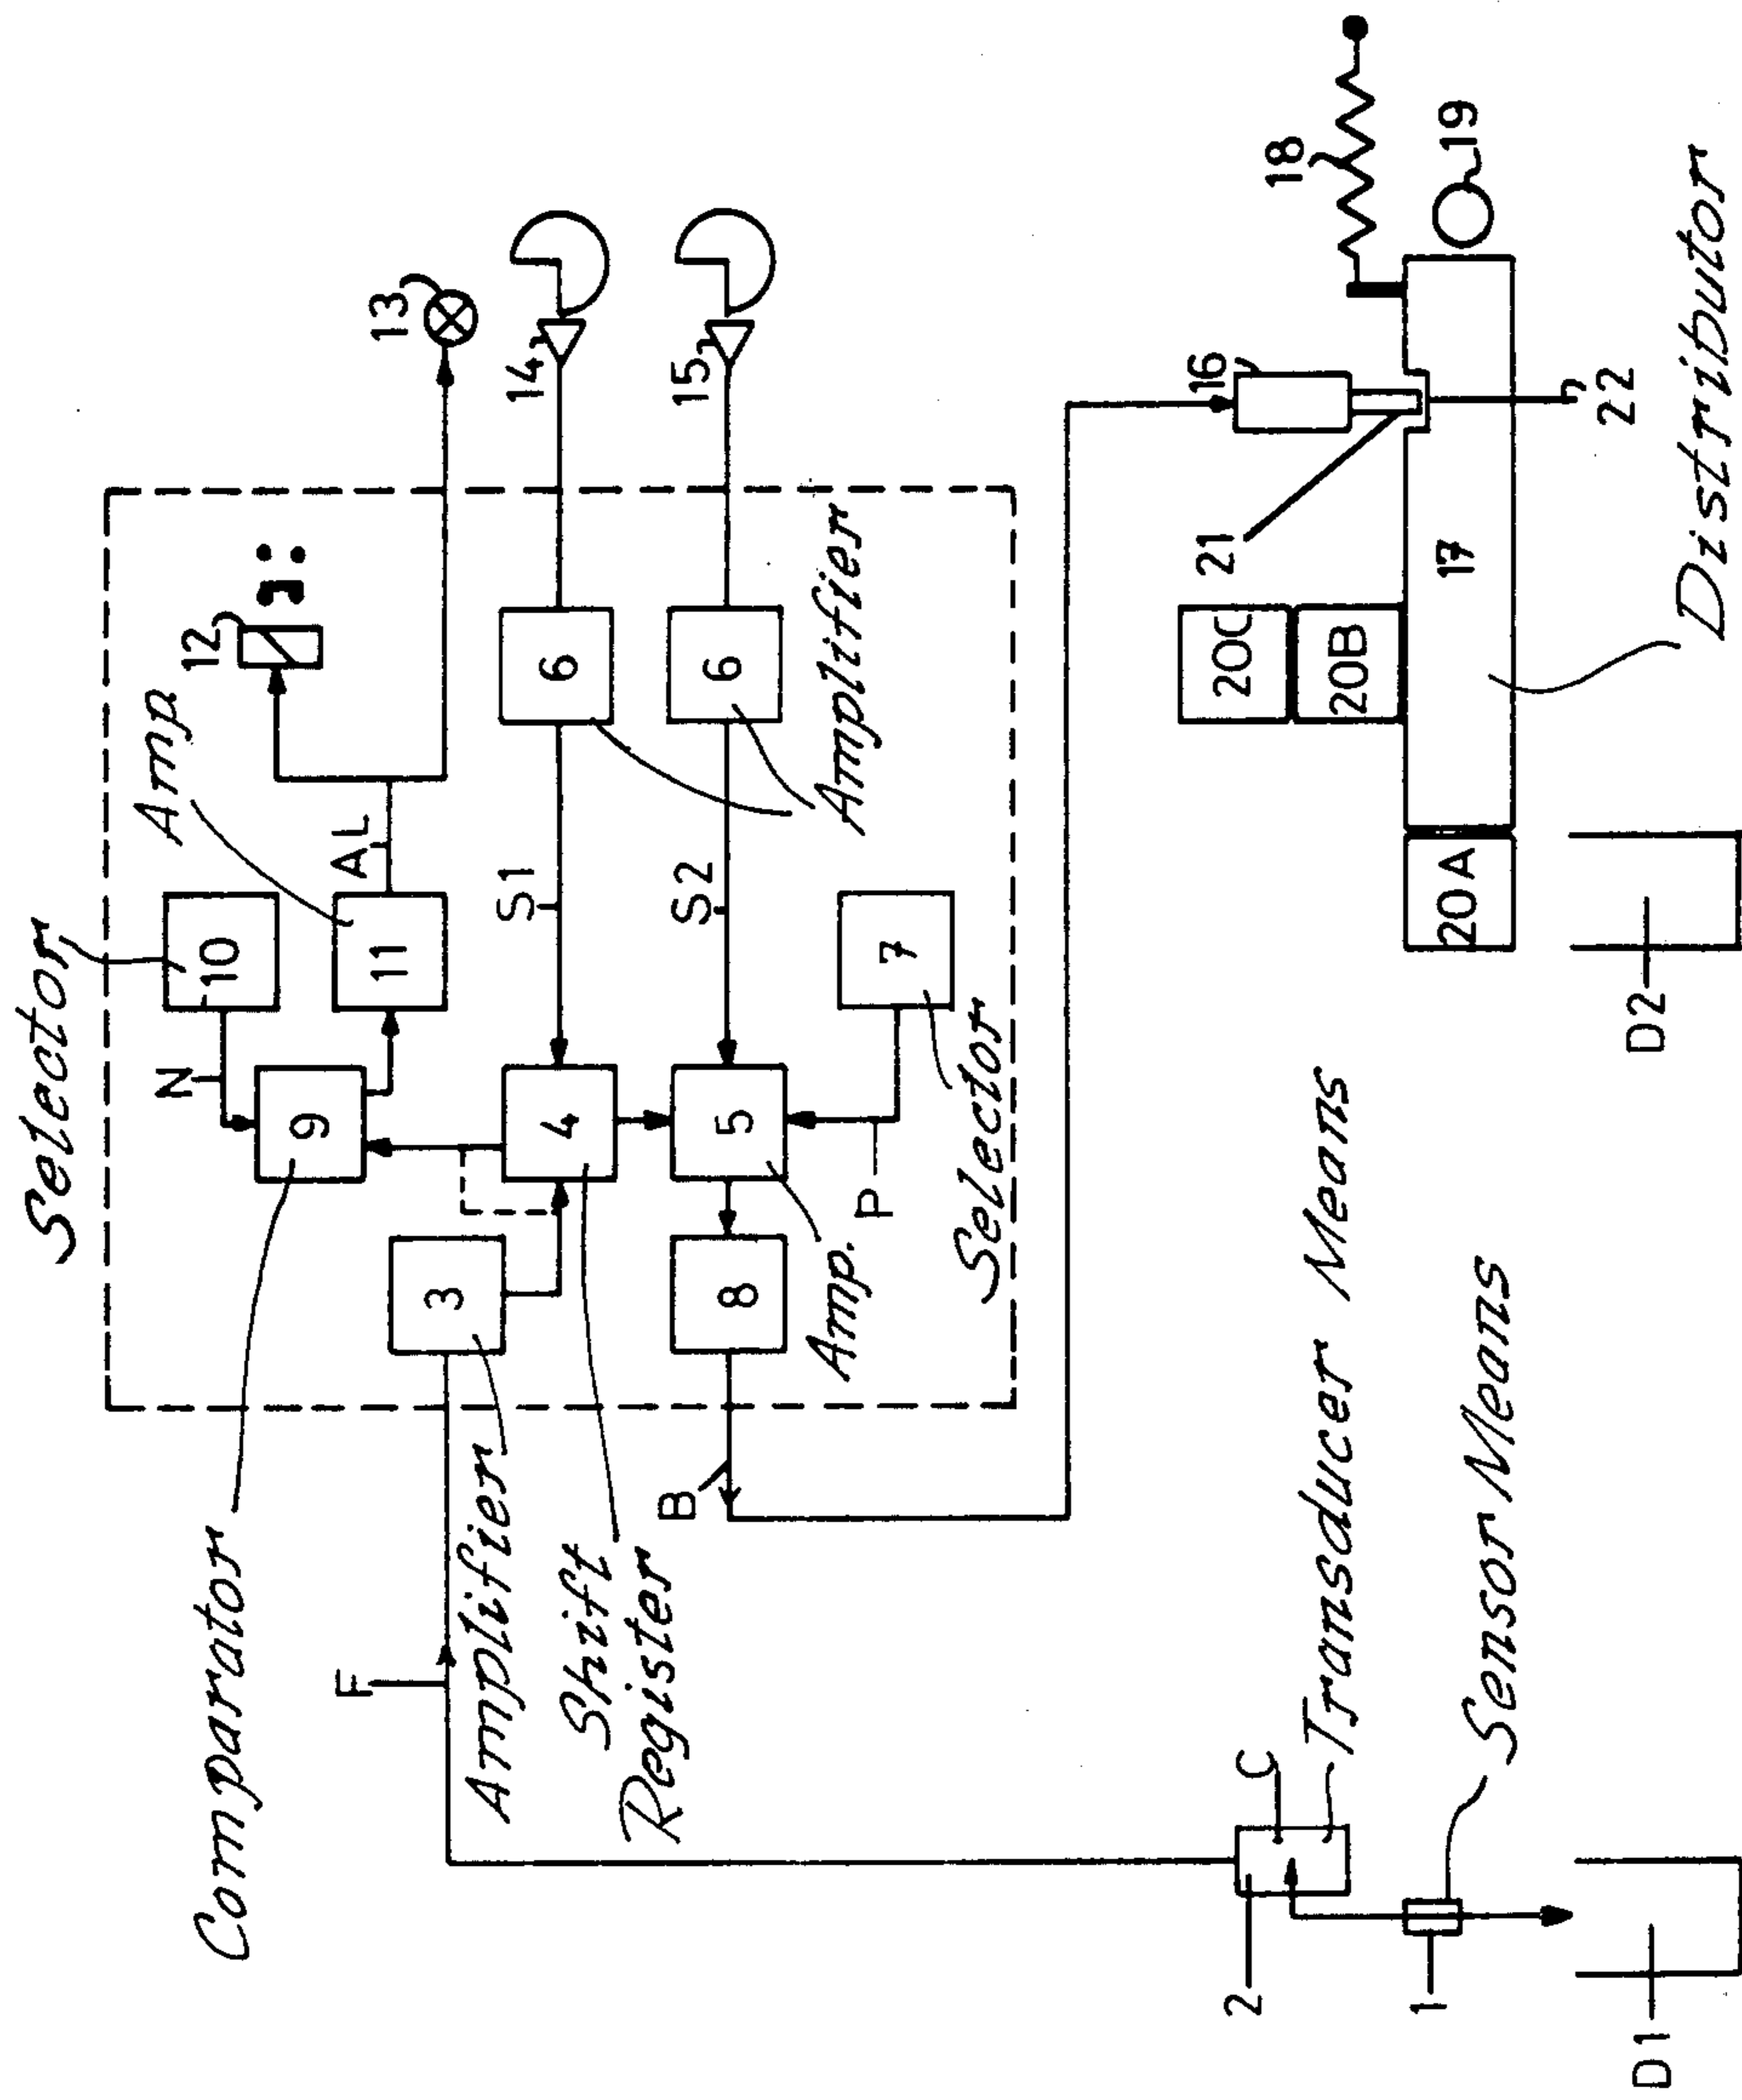 Selector
Amp
Comparator
Amplifier
Shift
Register
Amp.
Selector
Amplifier
Transducer Means
Sensor Means
Distributor
N
10
12
13
9
11
A L
F
3
4
S1
6
14
B
8
5
S2
6
15
P
7
2
C
1
D1
D2
20A
20B
20C
17
21
16
22
18
19